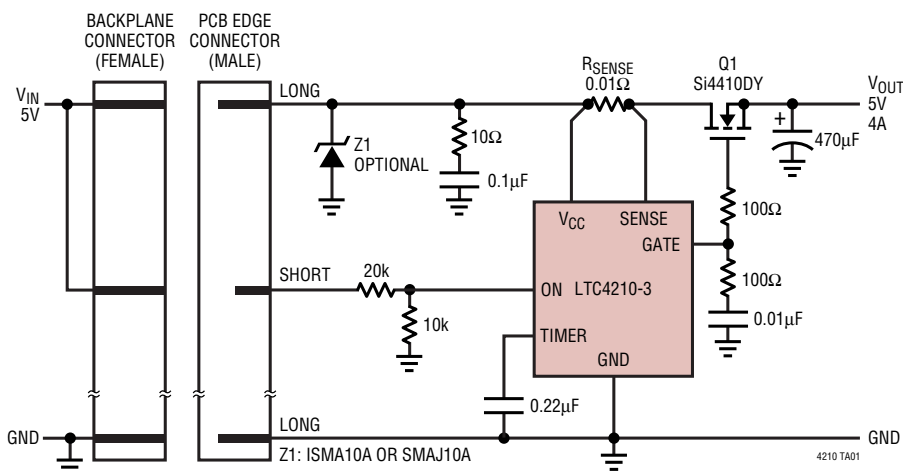 BACKPLANE
CONNECTOR
(FEMALE)
PCB EDGE
CONNECTOR
(MALE)
VIN
5V
LONG
Z1
OPTIONAL
10Ω
0.1µF
RSENSE
0.01Ω
Q1
Si4410DY
VOUT
5V
4A
+
470µF
VCC
SENSE
GATE
100Ω
100Ω
0.01µF
SHORT
20k
10k
ON
LTC4210-3
TIMER
GND
0.22µF
GND
LONG
GND
Z1: ISMA10A OR SMAJ10A
4210 TA01